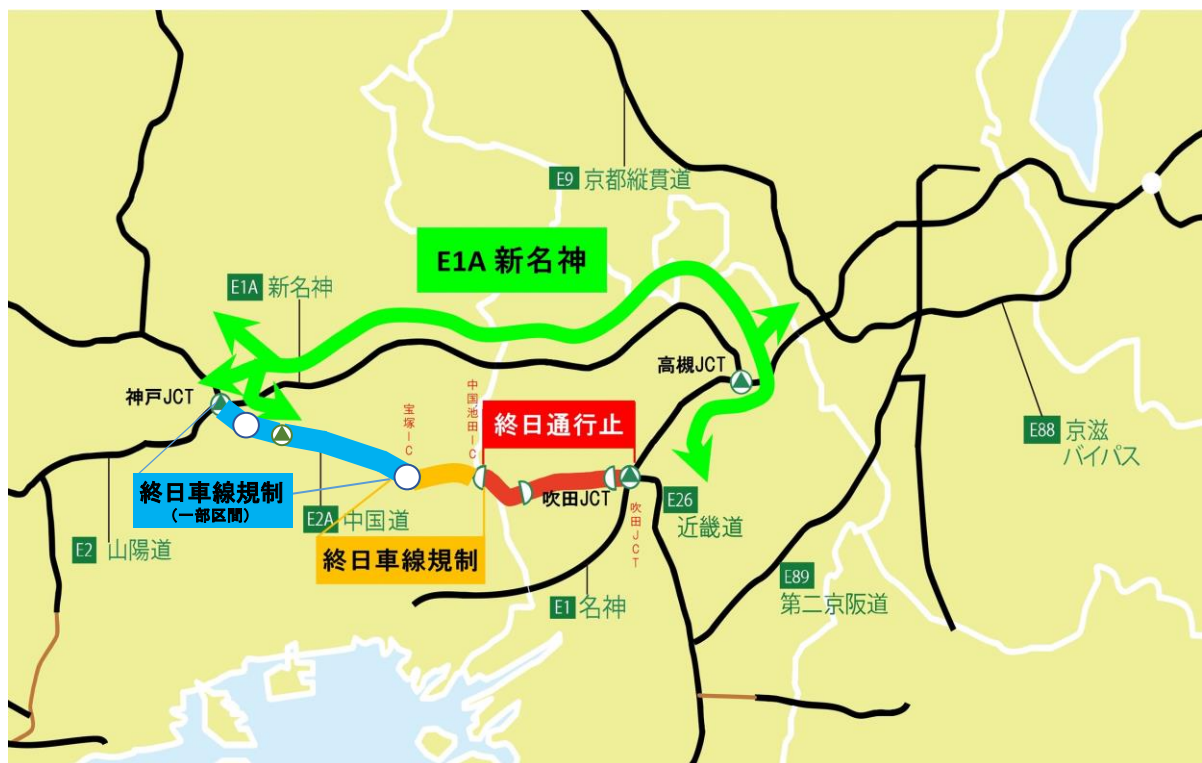 E9 京都縦貫道
E1A 新名神
E1A 新名神
高槻JCT
神戸JCT
中国池田IC
宝塚IC
終日通行止
E88 京滋
バイパス
終日車線規制
(一部区間)
吹田JCT
E26
近畿道
吹田JCT
E2A 中国道
E2 山陽道
終日車線規制
E89
第二京阪道
E1 名神